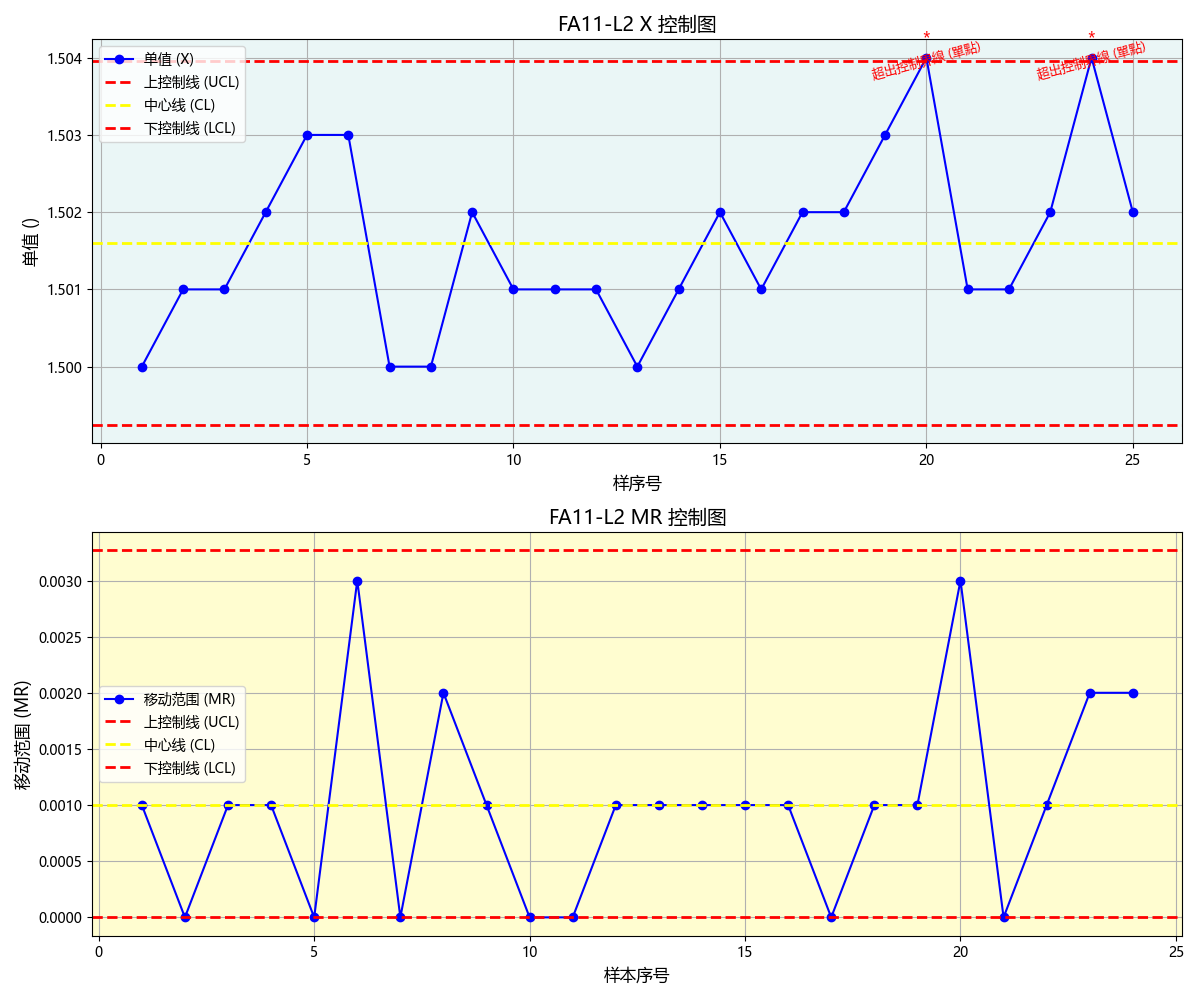 FA11-L2 X 控制图
*
*
单值 (X)
上控制线 (UCL)
中心线 (CL)
下控制线 (LCL)
超出控制界線 (單點)
超出控制界線 (單點)
1.504
1.503
1.502
1.501
1.500
单值 ()
0
5
10
15
20
25
样序号
FA11-L2 MR 控制图
0.0030
0.0025
0.0020
0.0015
0.0010
0.0005
0.0000
移动范围 (MR)
移动范围 (MR)
上控制线 (UCL)
中心线 (CL)
下控制线 (LCL)
0
5
10
15
20
25
样本序号